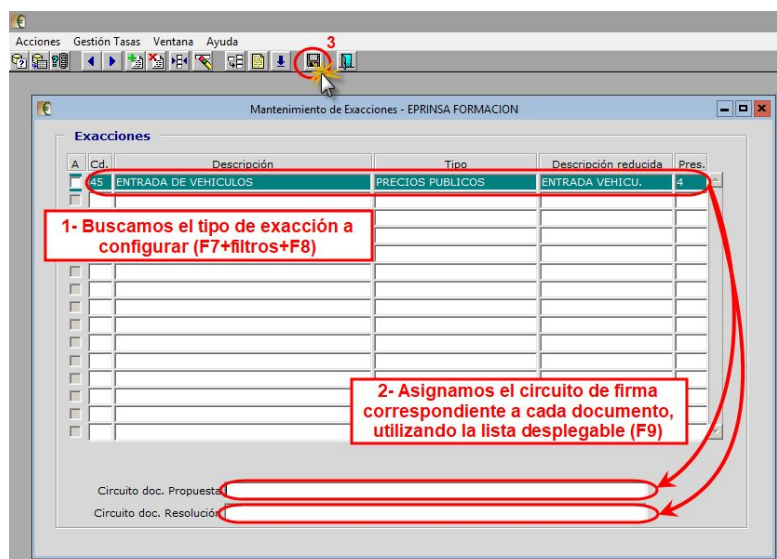 Acciones Gestión Tasas Ventana Ayuda
3
Mantenimiento de Exacciones - EPRINSA FORMACION
Exacciones
A Cd. Descripción Tipo Descripción reducida Pres.
45 ENTRADA DE VEHICULOS PRECIOS PUBLICOS ENTRADA VEHICU. 4
1- Buscamos el tipo de exacción a
configurar (F7+filtros+F8)
2- Asignamos el circuito de firma
correspondiente a cada documento,
utilizando la lista desplegable (F9)
Circuito doc. Propuesta
Circuito doc. Resolución